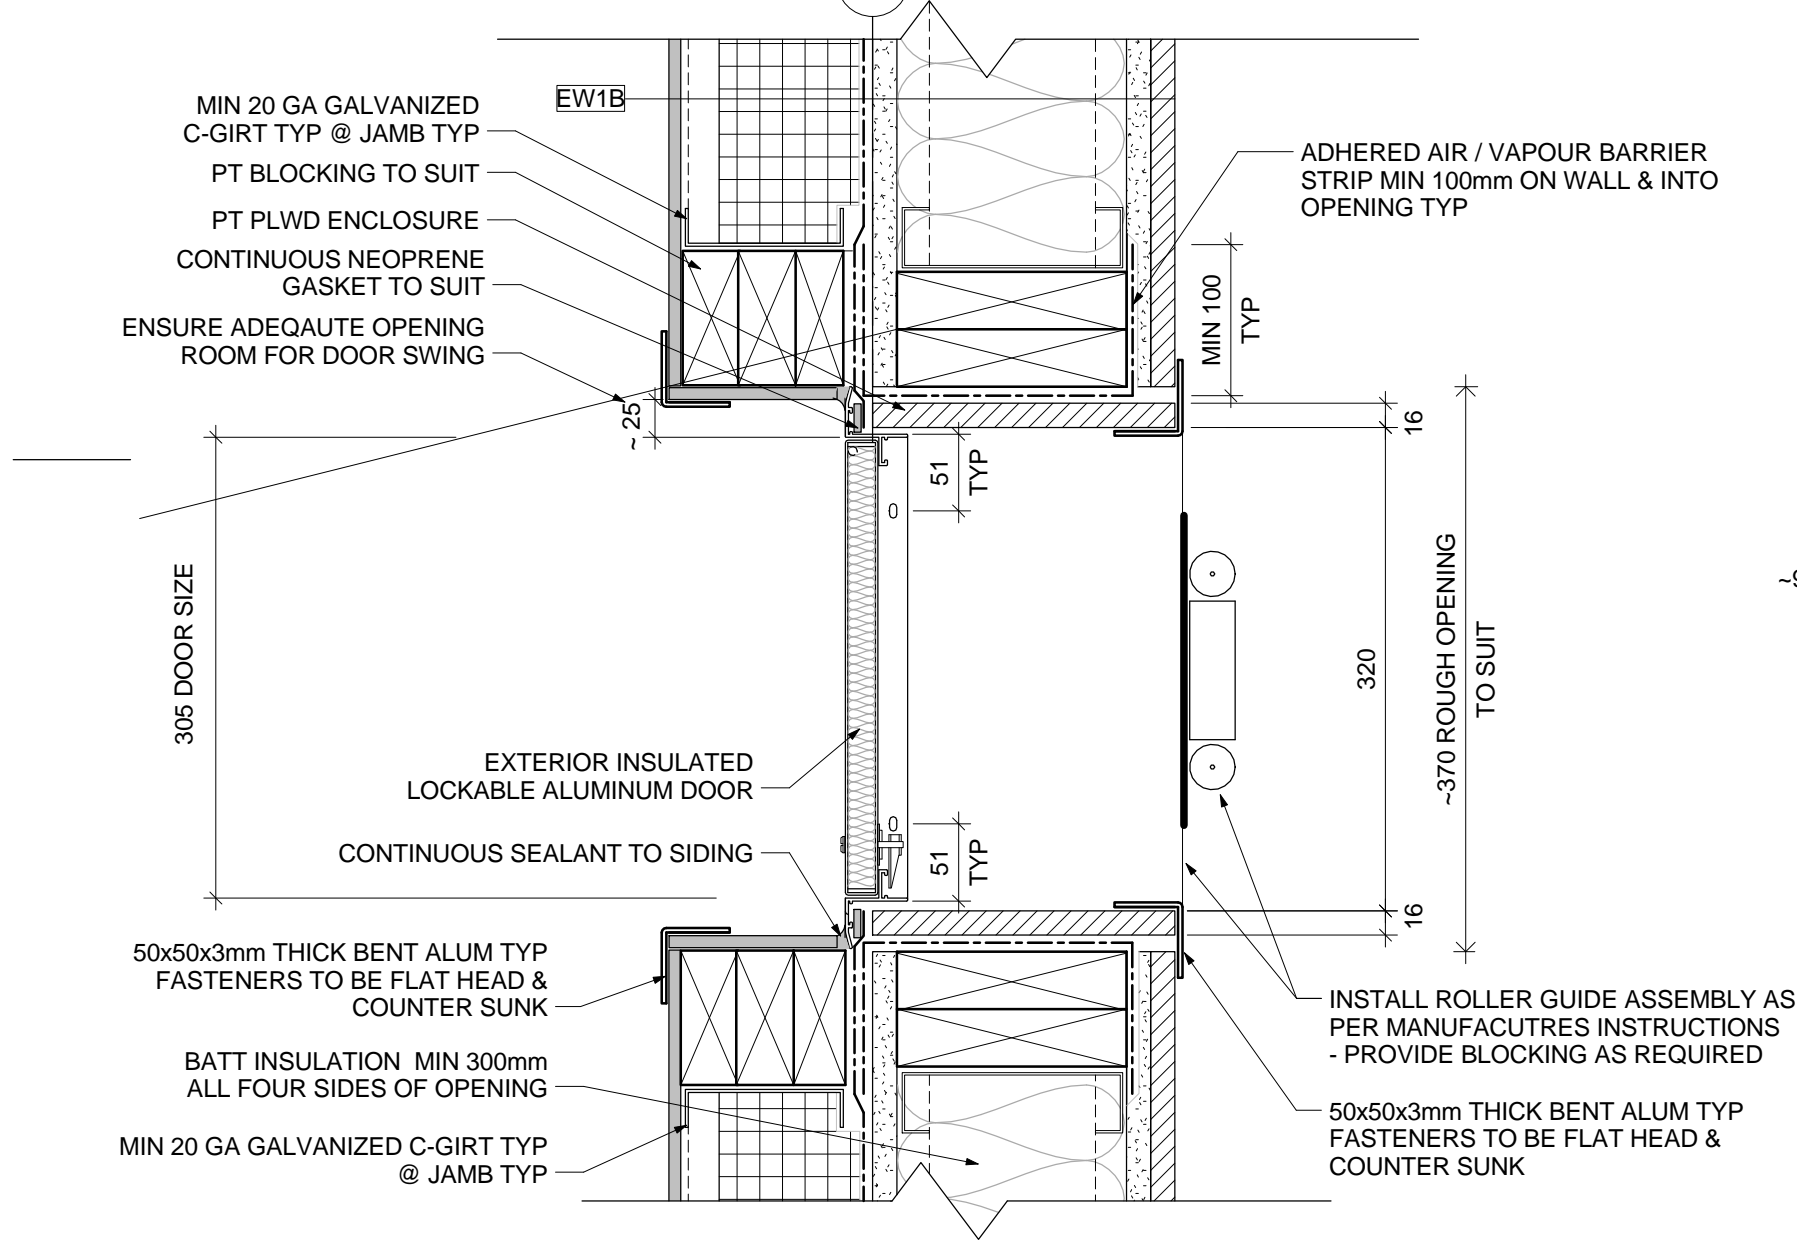 MIN 20 GA GALVANIZED
C-GIRT TYP @ JAMB TYP
EW1B
PT BLOCKING TO SUIT
PT PLWD ENCLOSURE
CONTINUOUS NEOPRENE
GASKET TO SUIT
ENSURE ADEQAUTE OPENING
ROOM FOR DOOR SWING
ADHERED AIR / VAPOUR BARRIER
STRIP MIN 100mm ON WALL & INTO
OPENING TYP
MIN 100
TYP
~ 25
16
51
TYP
305 DOOR SIZE
320
~370 ROUGH OPENING
TO SUIT
~9
EXTERIOR INSULATED
LOCKABLE ALUMINUM DOOR
CONTINUOUS SEALANT TO SIDING
51
TYP
16
50x50x3mm THICK BENT ALUM TYP
FASTENERS TO BE FLAT HEAD &
COUNTER SUNK
BATT INSULATION MIN 300mm
ALL FOUR SIDES OF OPENING
MIN 20 GA GALVANIZED C-GIRT TYP
@ JAMB TYP
INSTALL ROLLER GUIDE ASSEMBLY AS
PER MANUFACUTRES INSTRUCTIONS
- PROVIDE BLOCKING AS REQUIRED
50x50x3mm THICK BENT ALUM TYP
FASTENERS TO BE FLAT HEAD &
COUNTER SUNK